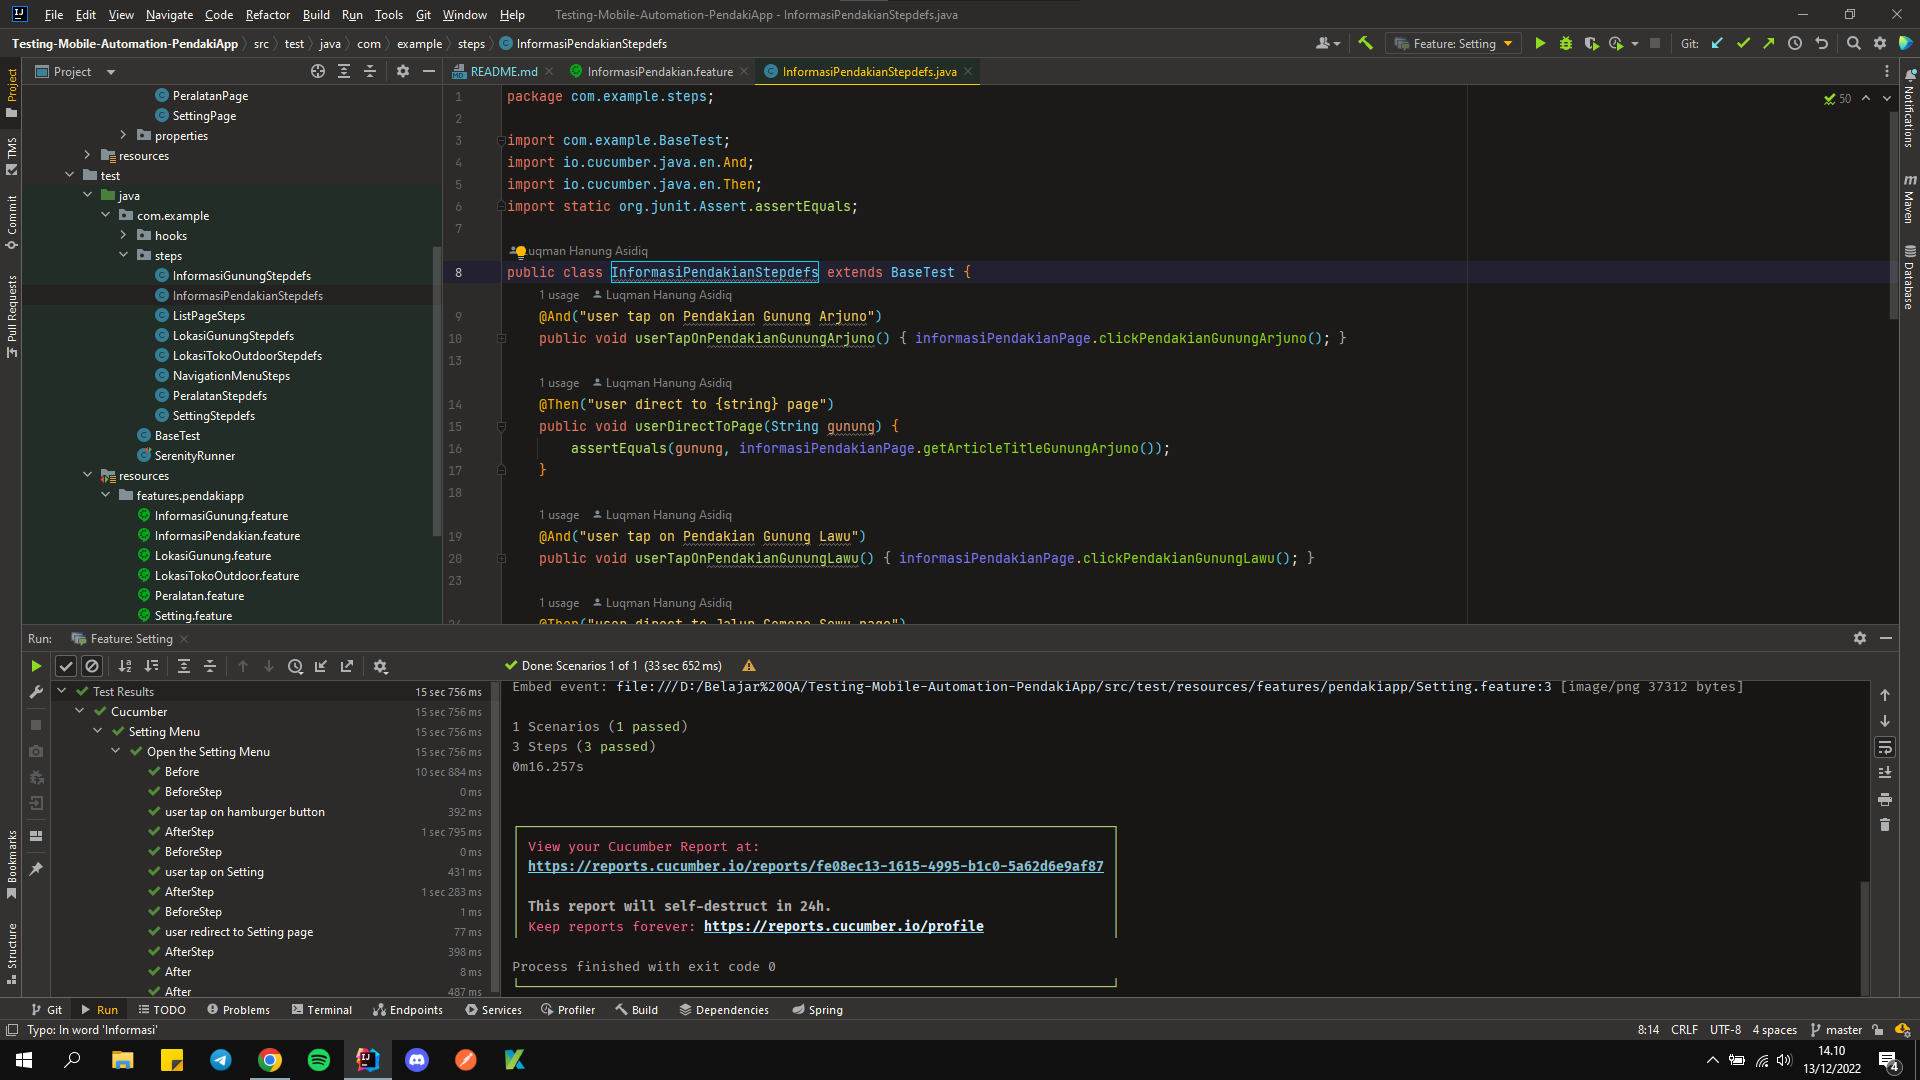 File Edit View Navigate Code Refactor Build Run Tools Git Window Help Testing-Mobile-Automation-PendakiApp - InformasiPendakianStepdefs.java
Testing-Mobile-Automation-PendakiApp src test java com example steps InformasiPendakianStepdefs
Feature: Setting Git:
Project
README.md InformasiPendakian.feature InformasiPendakianStepdefs.java
Project
TMS
Commit
Pull Requests
Bookmarks
Structure
PeralatanPage
SettingPage
properties
resources
test
java
com.example
hooks
steps
InformasiGunungStepdefs
InformasiPendakianStepdefs
ListPageSteps
LokasiGunungStepdefs
LokasiTokoOutdoorStepdefs
NavigationMenuSteps
PeralatanStepdefs
SettingStepdefs
BaseTest
SerenityRunner
resources
features.pendakiapp
InformasiGunung.feature
InformasiPendakian.feature
LokasiGunung.feature
LokasiTokoOutdoor.feature
Peralatan.feature
Setting.feature
50
1 package com.example.steps;
2
3 import com.example.BaseTest;
4 import io.cucumber.java.en.And;
5 import io.cucumber.java.en.Then;
6 import static org.junit.Assert.assertEquals;
7
Luqman Hanung Asidiq
8 public class InformasiPendakianStepdefs extends BaseTest {
1 usage Luqman Hanung Asidiq
9 @And("user tap on Pendakian Gunung Arjuno")
10 public void userTapOnPendakianGunungArjuno() { informasiPendakianPage.clickPendakianGunungArjuno(); }
13
1 usage Luqman Hanung Asidiq
14 @Then("user direct to {string} page")
15 public void userDirectToPage(String gunung) {
16 assertEquals(gunung, informasiPendakianPage.getArticleTitleGunungArjuno());
17 }
18
1 usage Luqman Hanung Asidiq
19 @And("user tap on Pendakian Gunung Lawu")
20 public void userTapOnPendakianGunungLawu() { informasiPendakianPage.clickPendakianGunungLawu(); }
23
1 usage Luqman Hanung Asidiq
24 @Then("user direct to Jalur Cemoro Sewu page")
Notifications
Maven
Database
Run: Feature: Setting
Done: Scenarios 1 of 1 (33 sec 652 ms)
Test Results 15 sec 756 ms
Cucumber 15 sec 756 ms
Setting Menu 15 sec 756 ms
Open the Setting Menu 15 sec 756 ms
Before 10 sec 884 ms
BeforeStep 0 ms
user tap on hamburger button 392 ms
AfterStep 1 sec 795 ms
BeforeStep 0 ms
user tap on Setting 431 ms
AfterStep 1 sec 283 ms
BeforeStep 1 ms
user redirect to Setting page 77 ms
AfterStep 398 ms
After 8 ms
After 487 ms
Embed event: file:///D:/Belajar%20QA/Testing-Mobile-Automation-PendakiApp/src/test/resources/features/pendakiapp/Setting.feature:3 [image/png 37312 bytes]
1 Scenarios (1 passed)
3 Steps (3 passed)
0m16.257s
View your Cucumber Report at:
https://reports.cucumber.io/reports/fe08ec13-1615-4995-b1c0-5a62d6e9af87
This report will self-destruct in 24h.
Keep reports forever: https://reports.cucumber.io/profile
Process finished with exit code 0
Git Run TODO Problems Terminal Endpoints Services Profiler Build Dependencies Spring
Typo: In word 'Informasi' 8:14 CRLF UTF-8 4 spaces master
14.10
13/12/2022
4